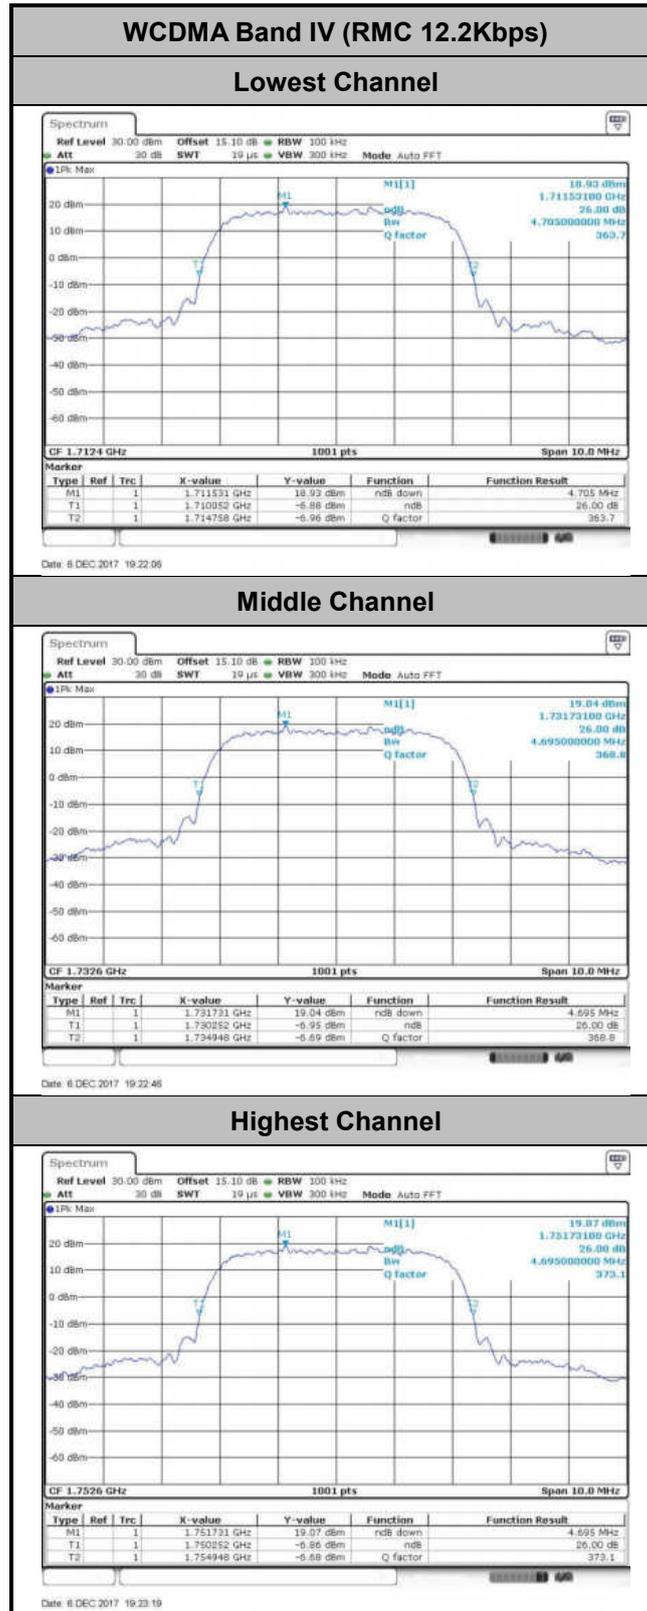 WCDMA Band IV (RMC 12.2Kbps)
Lowest Channel
Spectrum
Ref Level 30.00 dBm Offset 15.10 dB RBW 100 kHz
Att 30 dB SWT 19 µs VBW 300 kHz Mode Auto FFT
1Pk Max
M1[1] 18.93 dBm
1.71153100 GHz
M1
20 dBm
ndB 26.00 dB
Bw 4.705000000 MHz
10 dBm
Q factor 363.7
0 dBm
T1 T2
-10 dBm
-20 dBm
-30 dBm
-40 dBm
-50 dBm
-60 dBm
CF 1.7124 GHz 1001 pts Span 10.0 MHz
Marker
Type Ref Trc X-value Y-value Function Function Result
M1 1 1.711531 GHz 18.93 dBm ndB down 4.705 MHz
T1 1 1.710052 GHz -6.88 dBm ndB 26.00 dB
T2 1 1.714758 GHz -6.96 dBm Q factor 363.7
Date: 6.DEC.2017 19:22:06
Middle Channel
Spectrum
Ref Level 30.00 dBm Offset 15.10 dB RBW 100 kHz
Att 30 dB SWT 19 µs VBW 300 kHz Mode Auto FFT
1Pk Max
M1[1] 19.04 dBm
1.73173100 GHz
M1
20 dBm
ndB 26.00 dB
Bw 4.695000000 MHz
10 dBm
Q factor 368.8
0 dBm
T1 T2
-10 dBm
-20 dBm
-30 dBm
-40 dBm
-50 dBm
-60 dBm
CF 1.7326 GHz 1001 pts Span 10.0 MHz
Marker
Type Ref Trc X-value Y-value Function Function Result
M1 1 1.731731 GHz 19.04 dBm ndB down 4.695 MHz
T1 1 1.730252 GHz -6.95 dBm ndB 26.00 dB
T2 1 1.734948 GHz -6.69 dBm Q factor 368.8
Date: 6.DEC.2017 19:22:46
Highest Channel
Spectrum
Ref Level 30.00 dBm Offset 15.10 dB RBW 100 kHz
Att 30 dB SWT 19 µs VBW 300 kHz Mode Auto FFT
1Pk Max
M1[1] 19.07 dBm
1.75173100 GHz
M1
20 dBm
ndB 26.00 dB
Bw 4.695000000 MHz
10 dBm
Q factor 373.1
0 dBm
T1 T2
-10 dBm
-20 dBm
-30 dBm
-40 dBm
-50 dBm
-60 dBm
CF 1.7526 GHz 1001 pts Span 10.0 MHz
Marker
Type Ref Trc X-value Y-value Function Function Result
M1 1 1.751731 GHz 19.07 dBm ndB down 4.695 MHz
T1 1 1.750252 GHz -6.86 dBm ndB 26.00 dB
T2 1 1.754948 GHz -6.68 dBm Q factor 373.1
Date: 6.DEC.2017 19:23:19